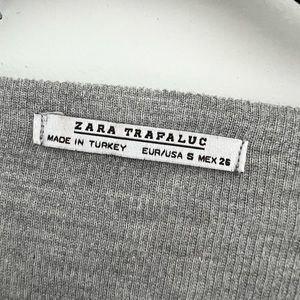 ZARA TRAFALUC
MADE IN TURKEY EUR/USA S MEX 26